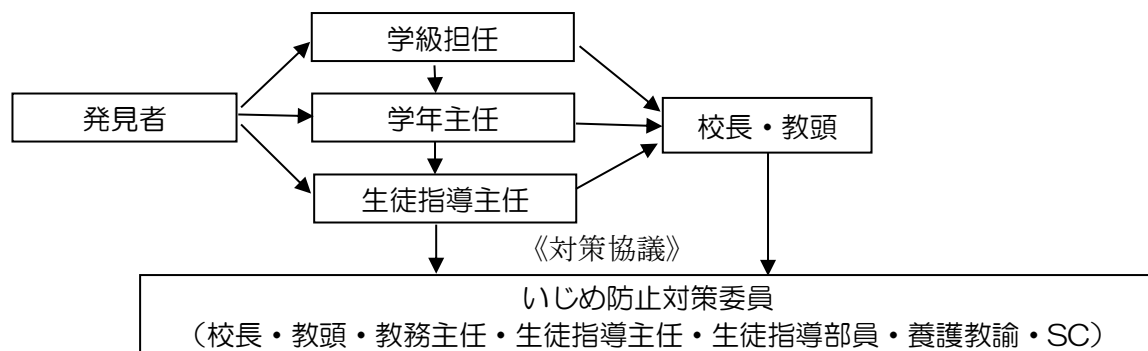 学級担任
発見者
学年主任
校長・教頭
生徒指導主任
《対策協議》
いじめ防止対策委員
（校長・教頭・教務主任・生徒指導主任・生徒指導部員・養護教諭・SC）